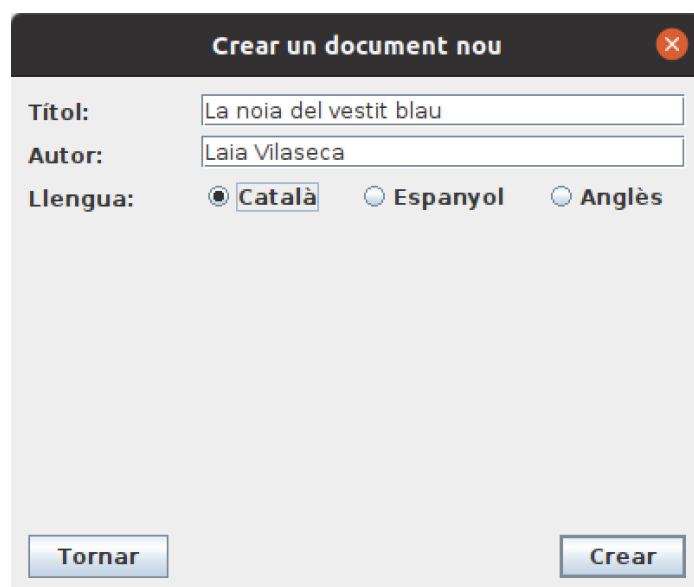 Crear un document nou
Títol: La noia del vestit blau
Autor: Laia Vilaseca
Llengua: Català Espanyol Anglès
Tornar Crear